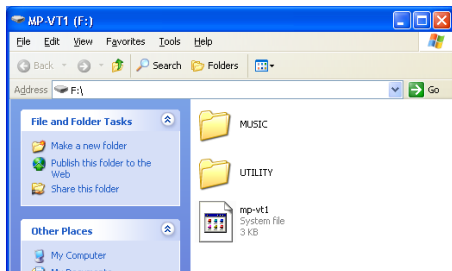 MP-VT1 (F:)
File Edit View Favorites Tools Help
Back Search Folders
Address F:\ Go
File and Folder Tasks
Make a new folder
Publish this folder to the
Web
Share this folder
Other Places
My Computer
My Documents
MUSIC
UTILITY
mp-vt1
System file
3 KB